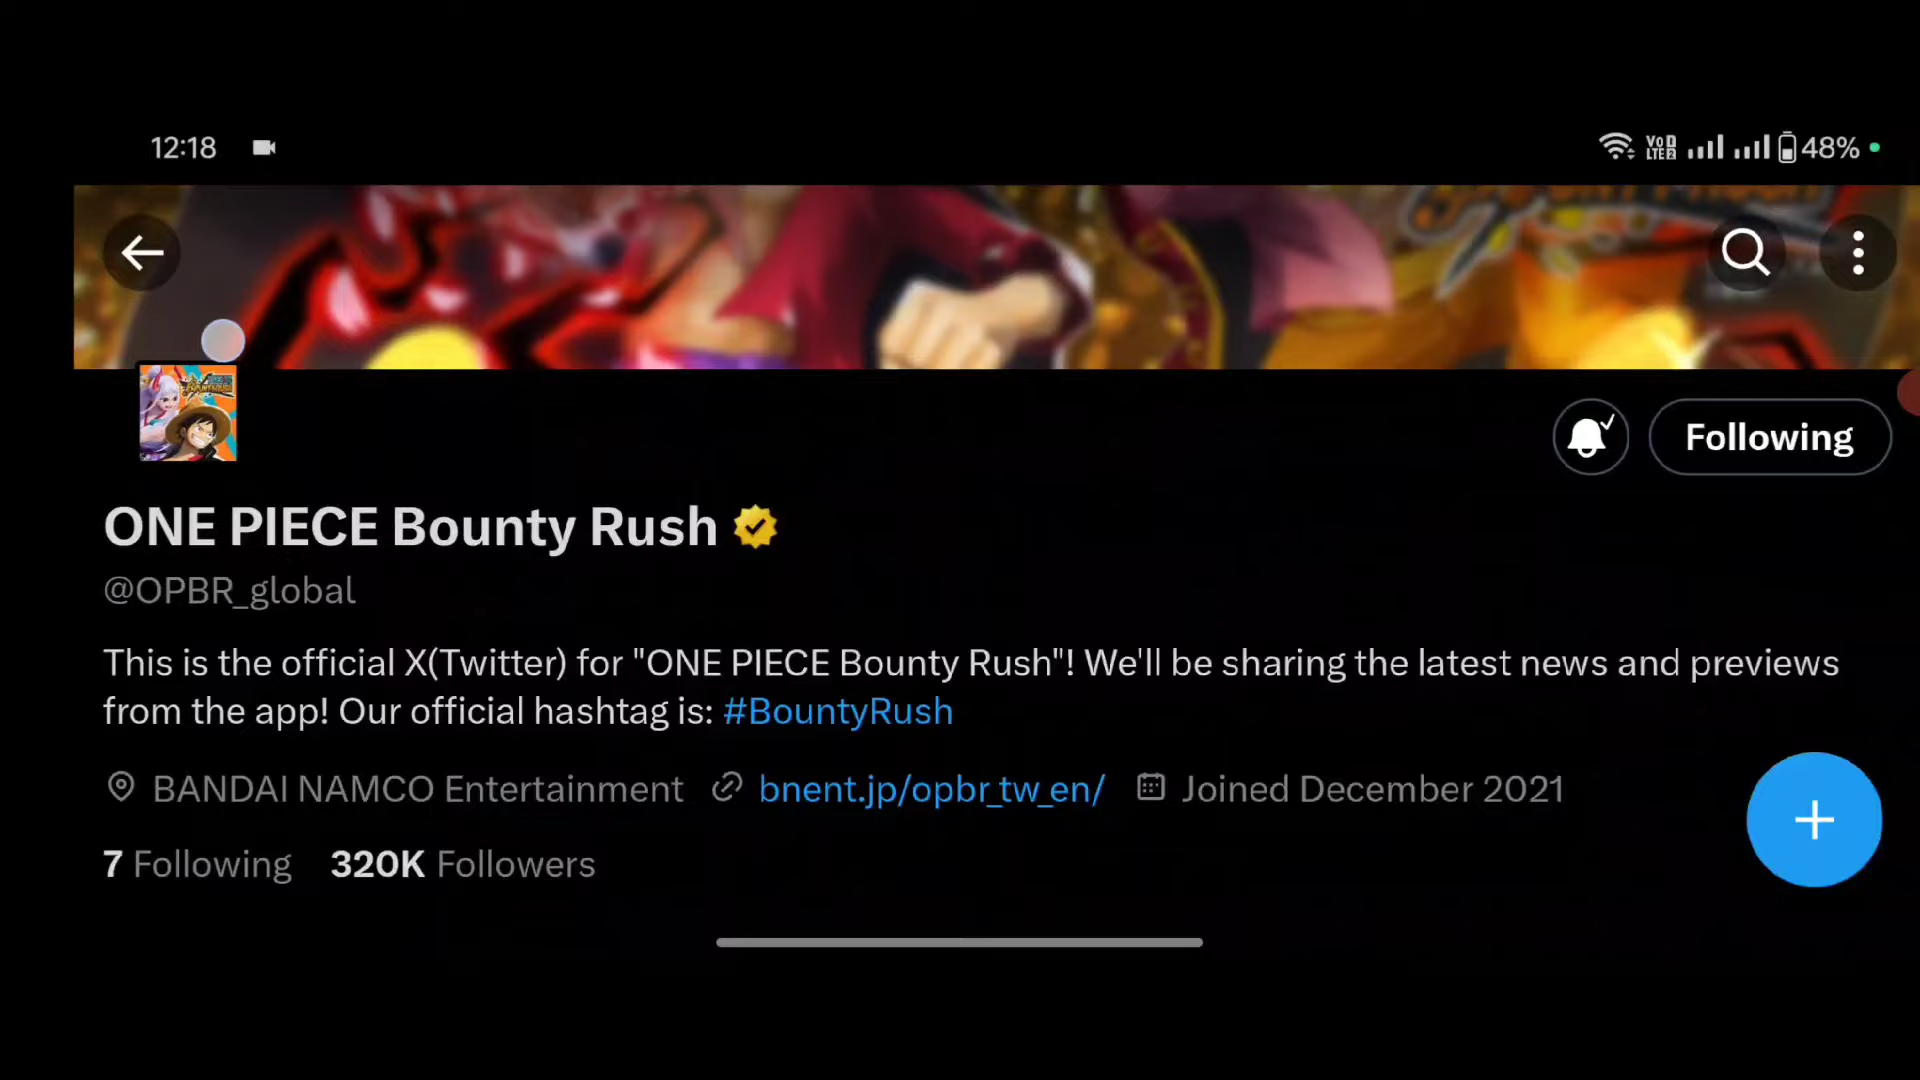 12:18
VoD LTE2 48%
Following
ONE PIECE Bounty Rush
@OPBR_global
This is the official X(Twitter) for "ONE PIECE Bounty Rush"! We'll be sharing the latest news and previews
from the app! Our official hashtag is: #BountyRush
BANDAI NAMCO Entertainment bnent.jp/opbr_tw_en/ Joined December 2021
7 Following 320K Followers